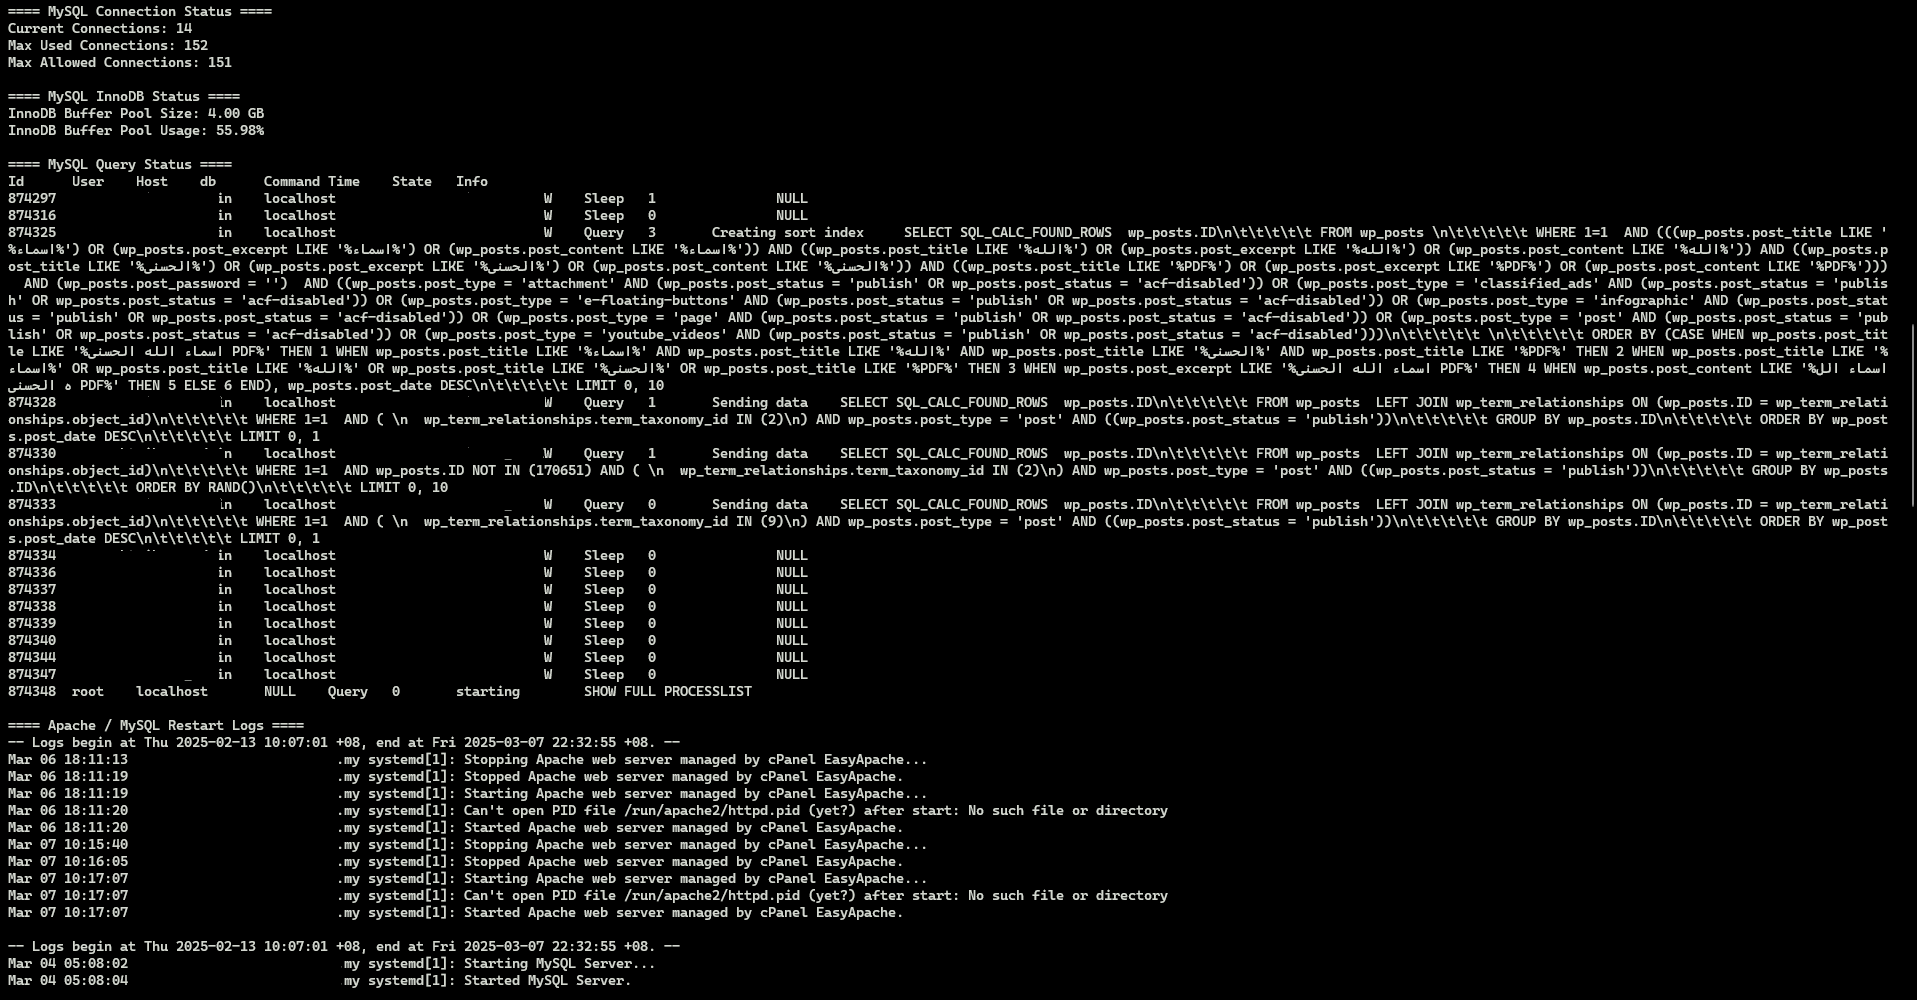 ==== MySQL Connection Status ====
Current Connections: 14
Max Used Connections: 152
Max Allowed Connections: 151
==== MySQL InnoDB Status ====
InnoDB Buffer Pool Size: 4.00 GB
InnoDB Buffer Pool Usage: 55.98%
==== MySQL Query Status ====
Id User Host db Command Time State Info
874297 in localhost W Sleep 1 NULL
874316 in localhost W Sleep 0 NULL
874325 in localhost W Query 3 Creating sort index SELECT SQL_CALC_FOUND_ROWS wp_posts.ID\n\t\t\t\t\t FROM wp_posts \n\t\t\t\t\t WHERE 1=1 AND (((wp_posts.post_title LIKE '
%اسماء%') OR (wp_posts.post_excerpt LIKE '%اسماء%') OR (wp_posts.post_content LIKE '%اسماء%')) AND ((wp_posts.post_title LIKE '%الله%') OR (wp_posts.post_excerpt LIKE '%الله%') OR (wp_posts.post_content LIKE '%الله%')) AND ((wp_posts.p
ost_title LIKE '%الحسنى%') OR (wp_posts.post_excerpt LIKE '%الحسنى%') OR (wp_posts.post_content LIKE '%الحسنى%')) AND ((wp_posts.post_title LIKE '%PDF%') OR (wp_posts.post_excerpt LIKE '%PDF%') OR (wp_posts.post_content LIKE '%PDF%')))
AND (wp_posts.post_password = '') AND ((wp_posts.post_type = 'attachment' AND (wp_posts.post_status = 'publish' OR wp_posts.post_status = 'acf-disabled')) OR (wp_posts.post_type = 'classified_ads' AND (wp_posts.post_status = 'publis
h' OR wp_posts.post_status = 'acf-disabled')) OR (wp_posts.post_type = 'e-floating-buttons' AND (wp_posts.post_status = 'publish' OR wp_posts.post_status = 'acf-disabled')) OR (wp_posts.post_type = 'infographic' AND (wp_posts.post_stat
us = 'publish' OR wp_posts.post_status = 'acf-disabled')) OR (wp_posts.post_type = 'page' AND (wp_posts.post_status = 'publish' OR wp_posts.post_status = 'acf-disabled')) OR (wp_posts.post_type = 'post' AND (wp_posts.post_status = 'pub
lish' OR wp_posts.post_status = 'acf-disabled')) OR (wp_posts.post_type = 'youtube_videos' AND (wp_posts.post_status = 'publish' OR wp_posts.post_status = 'acf-disabled')))\n\t\t\t\t\t \n\t\t\t\t\t ORDER BY (CASE WHEN wp_posts.post_tit
le LIKE '%اسماء الله الحسنى PDF%' THEN 1 WHEN wp_posts.post_title LIKE '%اسماء%' AND wp_posts.post_title LIKE '%الله%' AND wp_posts.post_title LIKE '%الحسنى%' AND wp_posts.post_title LIKE '%PDF%' THEN 2 WHEN wp_posts.post_title LIKE '%
اسماء%' OR wp_posts.post_title LIKE '%الله%' OR wp_posts.post_title LIKE '%الحسنى%' OR wp_posts.post_title LIKE '%PDF%' THEN 3 WHEN wp_posts.post_excerpt LIKE '%اسماء الله الحسنى PDF%' THEN 4 WHEN wp_posts.post_content LIKE '%اسماء الل
ه الحسنى PDF%' THEN 5 ELSE 6 END), wp_posts.post_date DESC\n\t\t\t\t\t LIMIT 0, 10
874328 in localhost W Query 1 Sending data SELECT SQL_CALC_FOUND_ROWS wp_posts.ID\n\t\t\t\t\t FROM wp_posts LEFT JOIN wp_term_relationships ON (wp_posts.ID = wp_term_relati
onships.object_id)\n\t\t\t\t\t WHERE 1=1 AND ( \n wp_term_relationships.term_taxonomy_id IN (2)\n) AND wp_posts.post_type = 'post' AND ((wp_posts.post_status = 'publish'))\n\t\t\t\t\t GROUP BY wp_posts.ID\n\t\t\t\t\t ORDER BY wp_post
s.post_date DESC\n\t\t\t\t\t LIMIT 0, 1
874330 in localhost W Query 1 Sending data SELECT SQL_CALC_FOUND_ROWS wp_posts.ID\n\t\t\t\t\t FROM wp_posts LEFT JOIN wp_term_relationships ON (wp_posts.ID = wp_term_relati
onships.object_id)\n\t\t\t\t\t WHERE 1=1 AND wp_posts.ID NOT IN (170651) AND ( \n wp_term_relationships.term_taxonomy_id IN (2)\n) AND wp_posts.post_type = 'post' AND ((wp_posts.post_status = 'publish'))\n\t\t\t\t\t GROUP BY wp_posts
.ID\n\t\t\t\t\t ORDER BY RAND()\n\t\t\t\t\t LIMIT 0, 10
874333 in localhost W Query 0 Sending data SELECT SQL_CALC_FOUND_ROWS wp_posts.ID\n\t\t\t\t\t FROM wp_posts LEFT JOIN wp_term_relationships ON (wp_posts.ID = wp_term_relati
onships.object_id)\n\t\t\t\t\t WHERE 1=1 AND ( \n wp_term_relationships.term_taxonomy_id IN (9)\n) AND wp_posts.post_type = 'post' AND ((wp_posts.post_status = 'publish'))\n\t\t\t\t\t GROUP BY wp_posts.ID\n\t\t\t\t\t ORDER BY wp_post
s.post_date DESC\n\t\t\t\t\t LIMIT 0, 1
874334 in localhost W Sleep 0 NULL
874336 in localhost W Sleep 0 NULL
874337 in localhost W Sleep 0 NULL
874338 in localhost W Sleep 0 NULL
874339 in localhost W Sleep 0 NULL
874340 in localhost W Sleep 0 NULL
874344 in localhost W Sleep 0 NULL
874347 in localhost W Sleep 0 NULL
874348 root localhost NULL Query 0 starting SHOW FULL PROCESSLIST
==== Apache / MySQL Restart Logs ====
-- Logs begin at Thu 2025-02-13 10:07:01 +08, end at Fri 2025-03-07 22:32:55 +08. --
Mar 06 18:11:13 .my systemd[1]: Stopping Apache web server managed by cPanel EasyApache...
Mar 06 18:11:19 .my systemd[1]: Stopped Apache web server managed by cPanel EasyApache.
Mar 06 18:11:19 .my systemd[1]: Starting Apache web server managed by cPanel EasyApache...
Mar 06 18:11:20 .my systemd[1]: Can't open PID file /run/apache2/httpd.pid (yet?) after start: No such file or directory
Mar 06 18:11:20 .my systemd[1]: Started Apache web server managed by cPanel EasyApache.
Mar 07 10:15:40 .my systemd[1]: Stopping Apache web server managed by cPanel EasyApache...
Mar 07 10:16:05 .my systemd[1]: Stopped Apache web server managed by cPanel EasyApache.
Mar 07 10:17:07 .my systemd[1]: Starting Apache web server managed by cPanel EasyApache...
Mar 07 10:17:07 .my systemd[1]: Can't open PID file /run/apache2/httpd.pid (yet?) after start: No such file or directory
Mar 07 10:17:07 .my systemd[1]: Started Apache web server managed by cPanel EasyApache.
-- Logs begin at Thu 2025-02-13 10:07:01 +08, end at Fri 2025-03-07 22:32:55 +08. --
Mar 04 05:08:02 my systemd[1]: Starting MySQL Server...
Mar 04 05:08:04 my systemd[1]: Started MySQL Server.